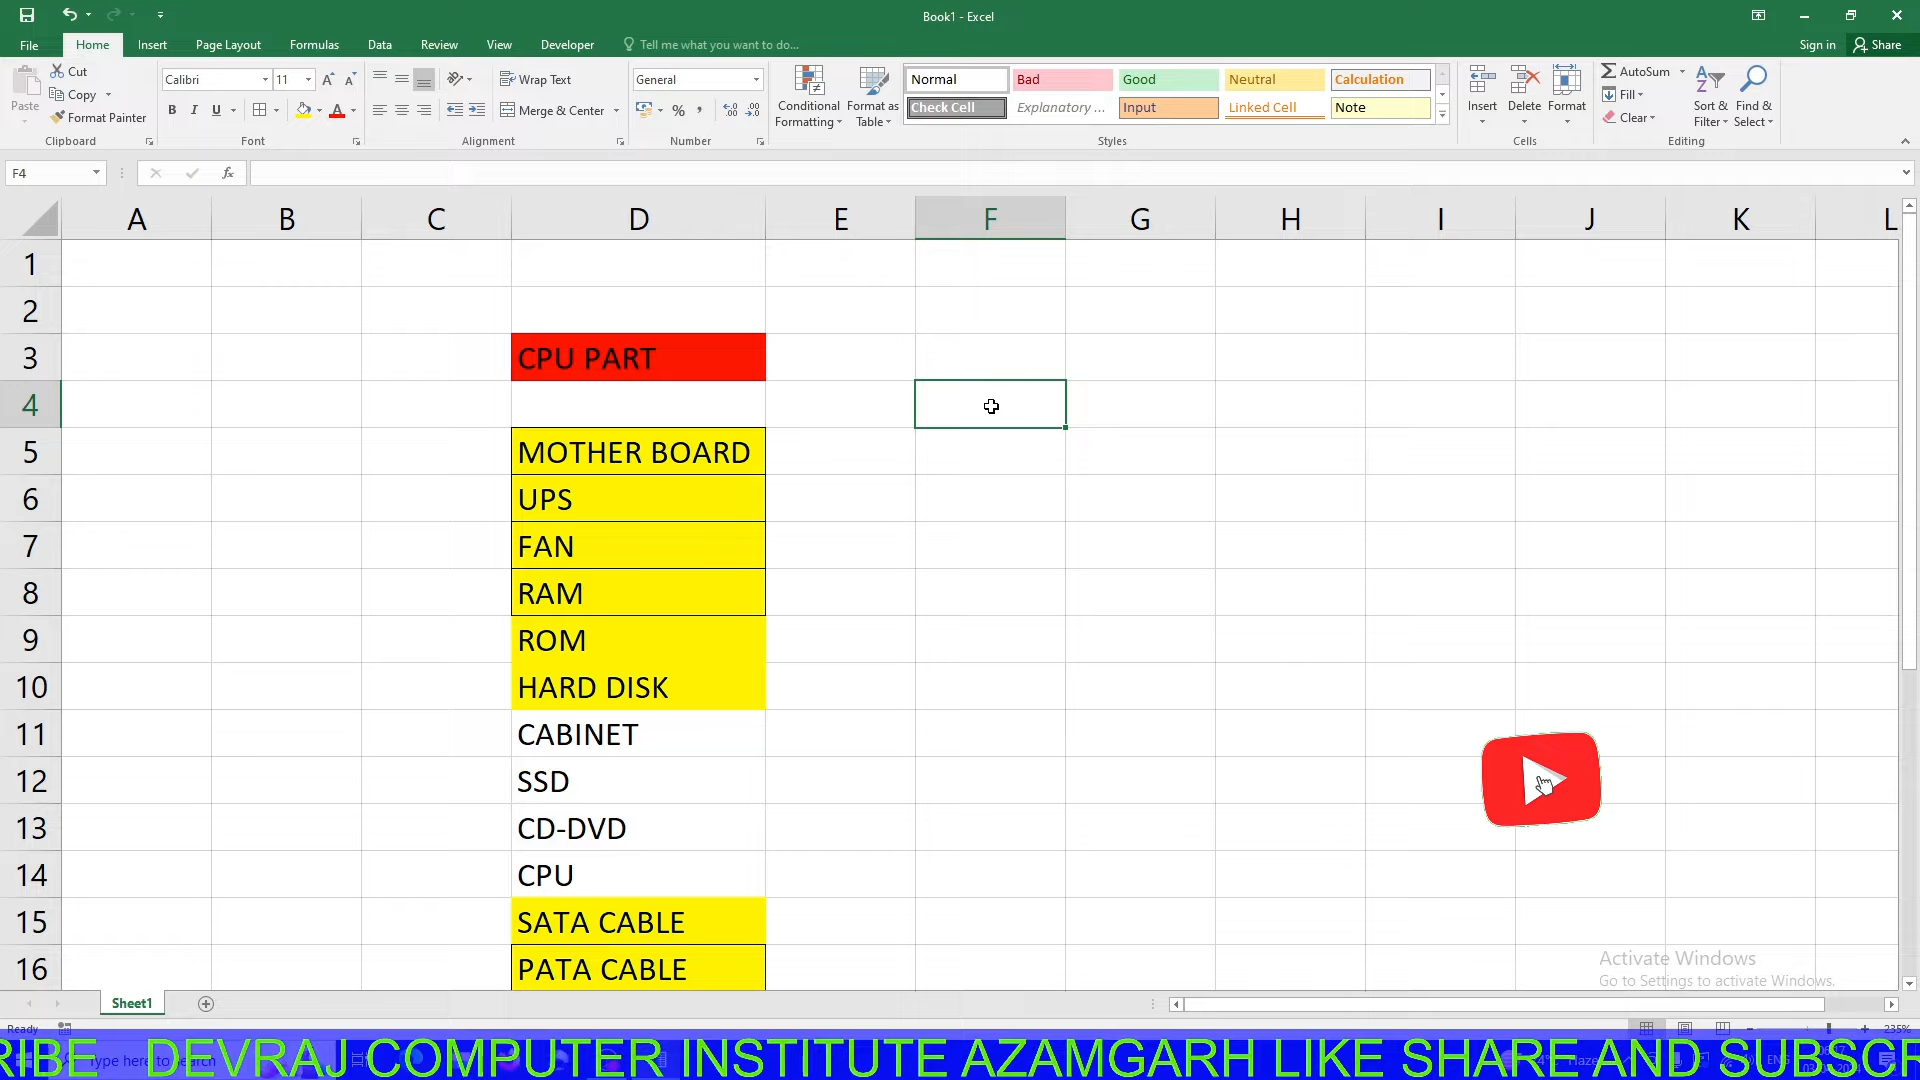 Book1 - Excel
File Home Insert Page Layout Formulas Data Review View Developer Tell me what you want to do... Sign in Share
Paste Cut Copy Format Painter Clipboard
Calibri 11 B I U A Font
Wrap Text Merge & Center Alignment
General % , Number
Conditional Formatting Format as Table
Normal Bad Good Neutral Calculation
Check Cell Explanatory ... Input Linked Cell Note
Styles
Insert Delete Format Cells
AutoSum Fill Clear Sort & Filter Find & Select Editing
F4 fx
A B C D E F G H I J K L
1
2
3 CPU PART
4
5 MOTHER BOARD
6 UPS
7 FAN
8 RAM
9 ROM
10 HARD DISK
11 CABINET
12 SSD
13 CD-DVD
14 CPU
15 SATA CABLE
16 PATA CABLE
Activate Windows
Go to Settings to activate Windows.
Sheet1
Ready 235%
RIBE DEVRAJ COMPUTER INSTITUTE AZAMGARH LIKE SHARE AND SUBSCR